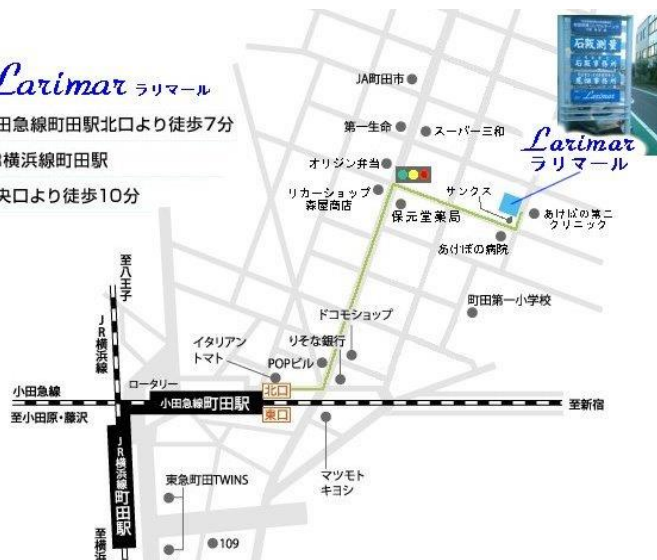 Larimar ラリマール
田急線町田駅北口より徒歩7分
横浜線町田駅
央口より徒歩10分
石阪測量
石阪事務所
Larimar
Larimar
ラリマール
JA町田市
第一生命
スーパー三和
オリジン弁当
リカーショップ
森屋商店
保元堂薬局
サンクス
あけぼの第二
クリニック
あけぼの病院
町田第一小学校
ドコモショップ
りそな銀行
イタリアン
トマト
POPビル
至八王子
JR横浜線
ロータリー
小田急線
至小田原・藤沢
小田急線町田駅
北口
東口
至新宿
JR横浜線
町田駅
至横浜
東急町田TWINS
109
マツモト
キヨシ